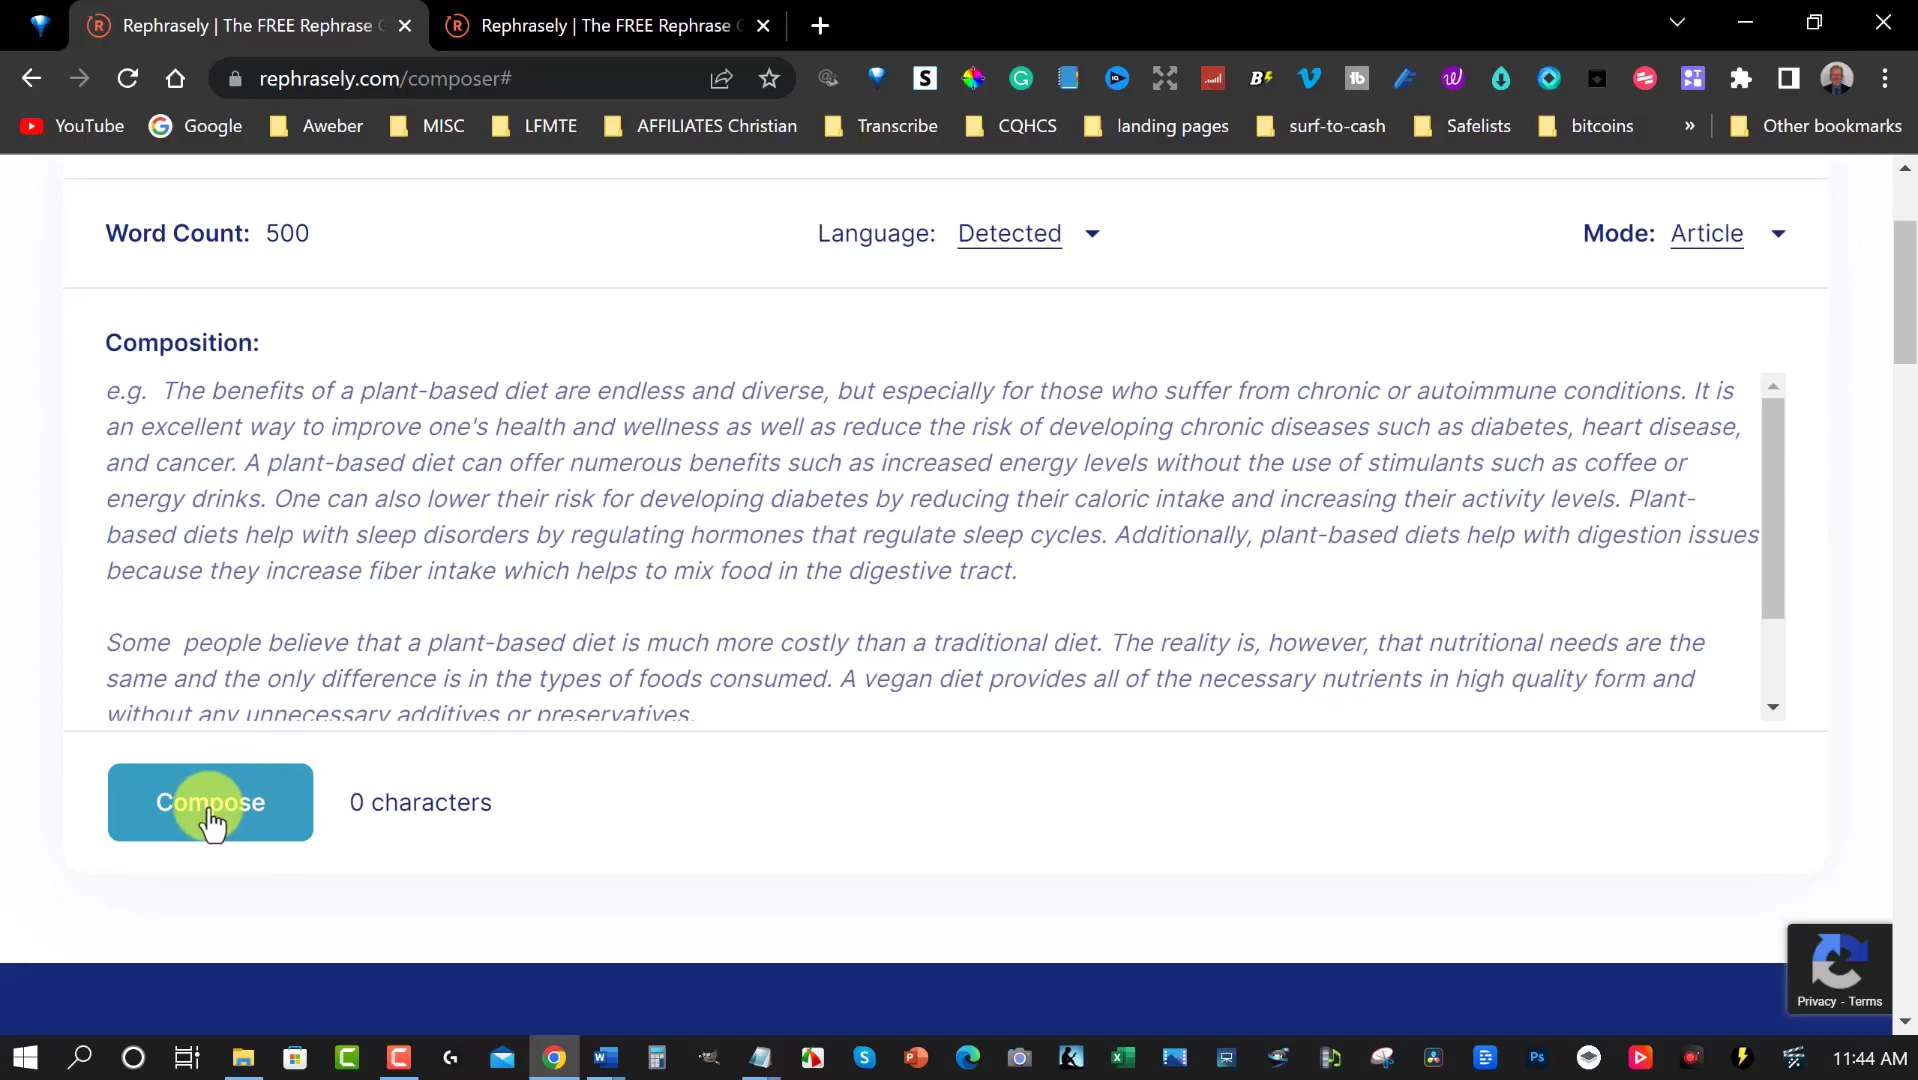 Rephrasely | The FREE Rephrase
Rephrasely | The FREE Rephrase
rephrasely.com/composer#
YouTube
Google
Aweber
MISC
LFMTE
AFFILIATES Christian
Transcribe
CQHCS
landing pages
surf-to-cash
Safelists
bitcoins
»
Other bookmarks
Word Count: 500
Language: Detected
Mode: Article
Composition:
e.g. The benefits of a plant-based diet are endless and diverse, but especially for those who suffer from chronic or autoimmune conditions. It is
an excellent way to improve one's health and wellness as well as reduce the risk of developing chronic diseases such as diabetes, heart disease,
and cancer. A plant-based diet can offer numerous benefits such as increased energy levels without the use of stimulants such as coffee or
energy drinks. One can also lower their risk for developing diabetes by reducing their caloric intake and increasing their activity levels. Plant-
based diets help with sleep disorders by regulating hormones that regulate sleep cycles. Additionally, plant-based diets help with digestion issues
because they increase fiber intake which helps to mix food in the digestive tract.
Some people believe that a plant-based diet is much more costly than a traditional diet. The reality is, however, that nutritional needs are the
same and the only difference is in the types of foods consumed. A vegan diet provides all of the necessary nutrients in high quality form and
without any unnecessary additives or preservatives.
Compose
0 characters
Privacy - Terms
11:44 AM